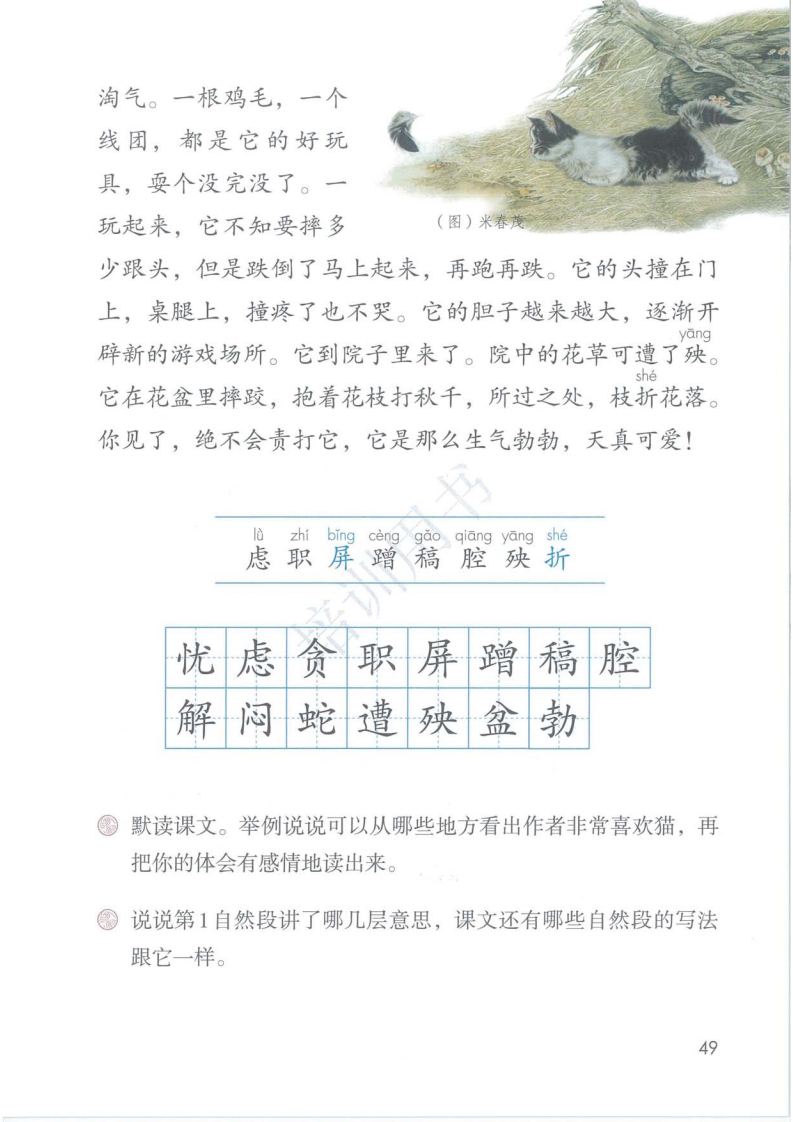 淘气。一根鸡毛，一个
线团，都是它的好玩
具，耍个没完没了。一
玩起来，它不知要摔多
（图）米春茂
少跟头，但是跌倒了马上起来，再跑再跌。它的头撞在门
上，桌腿上，撞疼了也不哭。它的胆子越来越大，逐渐开
yāng
辟新的游戏场所。它到院子里来了。院中的花草可遭了殃。
shé
它在花盆里摔跤，抱着花枝打秋千，所过之处，枝折花落。
你见了，绝不会责打它，它是那么生气勃勃，天真可爱！
培训用书
lǜ zhí bǐng cèng gǎo qiāng yāng shé
虑 职 屏 蹭 稿 腔 殃 折
忧 虑 贪 职 屏 蹭 稿 腔
解 闷 蛇 遭 殃 盆 勃
默读课文。举例说说可以从哪些地方看出作者非常喜欢猫，再
把你的体会有感情地读出来。
说说第1自然段讲了哪几层意思，课文还有哪些自然段的写法
跟它一样。
49